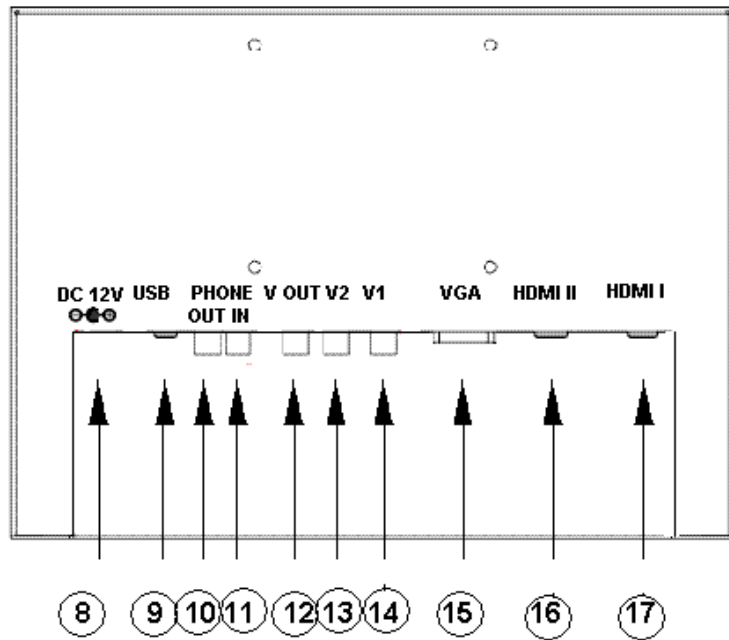 DC 12V USB PHONE V OUT V2 V1 VGA HDMI II HDMI I
OUT IN
8 9 10 11 12 13 14 15 16 17